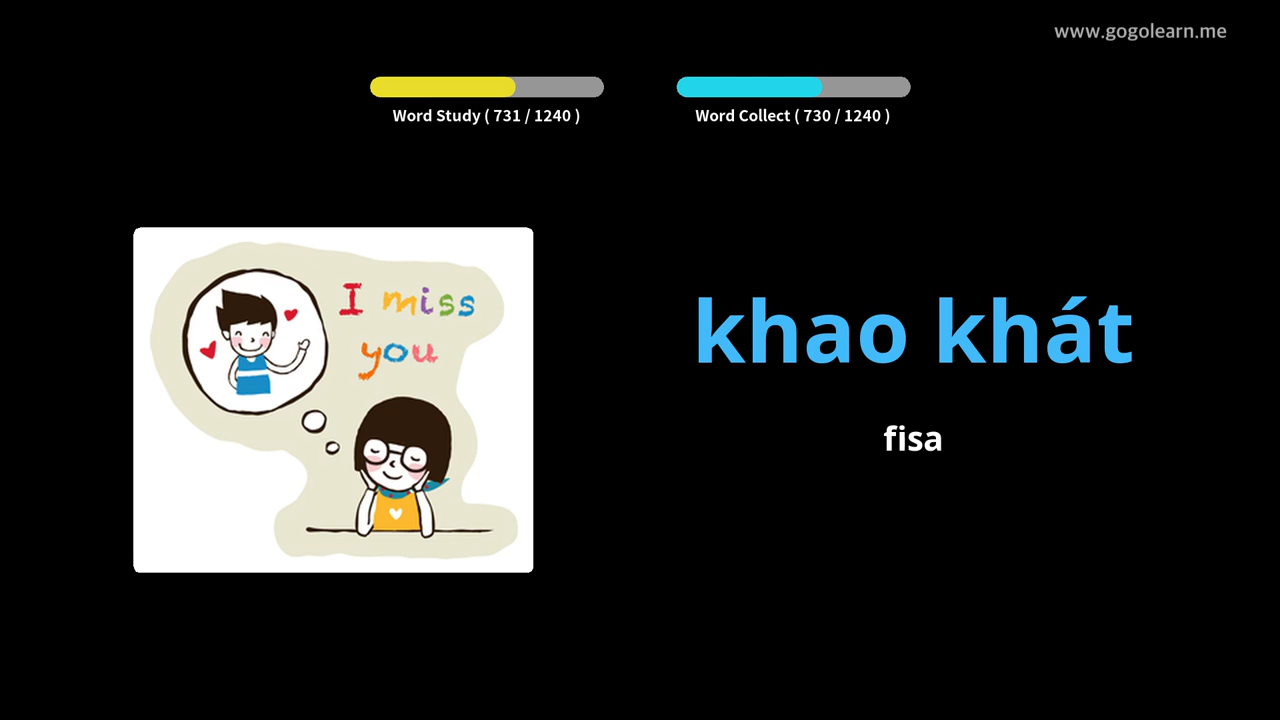 www.gogolearn.me
Word Study ( 731 / 1240 )
Word Collect ( 730 / 1240 )
I miss
you
khao khát
fisa